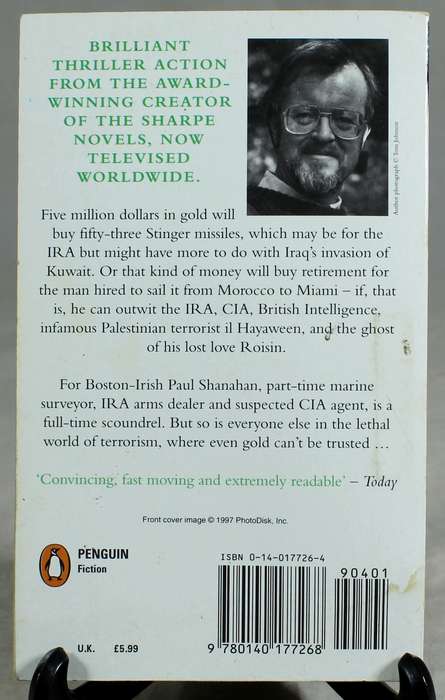 BRILLIANT
THRILLER ACTION
FROM THE AWARD-
WINNING CREATOR
OF THE SHARPE
NOVELS, NOW
TELEVISED
WORLDWIDE.
Author photograph © Tom Johnson
Five million dollars in gold will
buy fifty-three Stinger missiles, which may be for the
IRA but might have more to do with Iraq's invasion of
Kuwait. Or that kind of money will buy retirement for
the man hired to sail it from Morocco to Miami – if, that
is, he can outwit the IRA, CIA, British Intelligence,
infamous Palestinian terrorist il Hayaween, and the ghost
of his lost love Roisin.
For Boston-Irish Paul Shanahan, part-time marine
surveyor, IRA arms dealer and suspected CIA agent, is a
full-time scoundrel. But so is everyone else in the lethal
world of terrorism, where even gold can't be trusted …
'Convincing, fast moving and extremely readable' – Today
Front cover image © 1997 PhotoDisk, Inc.
PENGUIN
Fiction
ISBN 0-14-017726-4
90401
9 780140 177268
U.K. £5.99